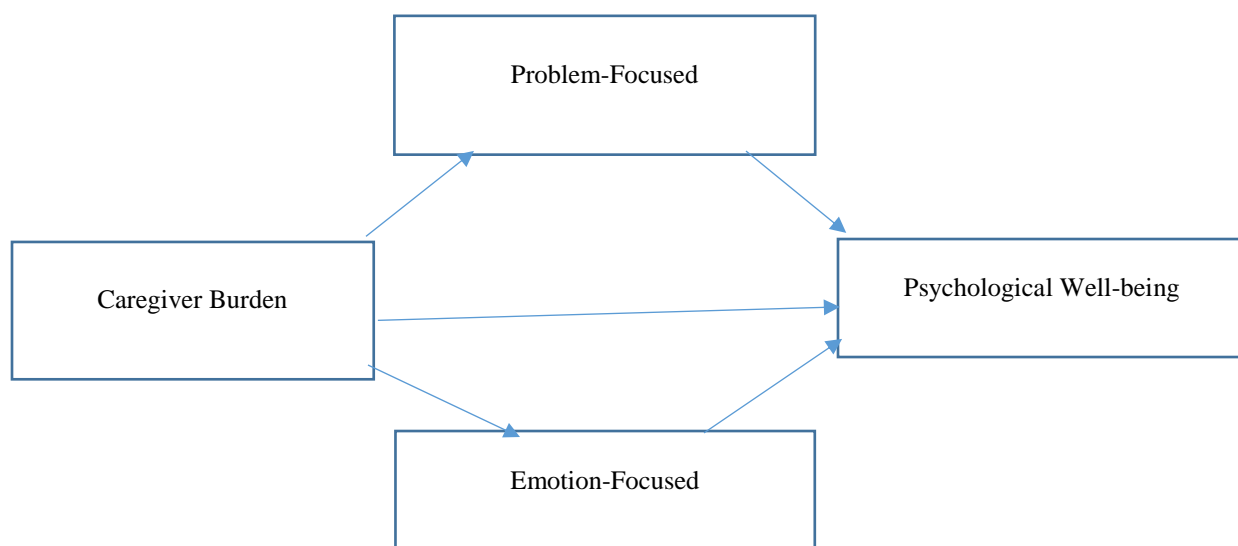 Problem-Focused
Caregiver Burden
Psychological Well-being
Emotion-Focused